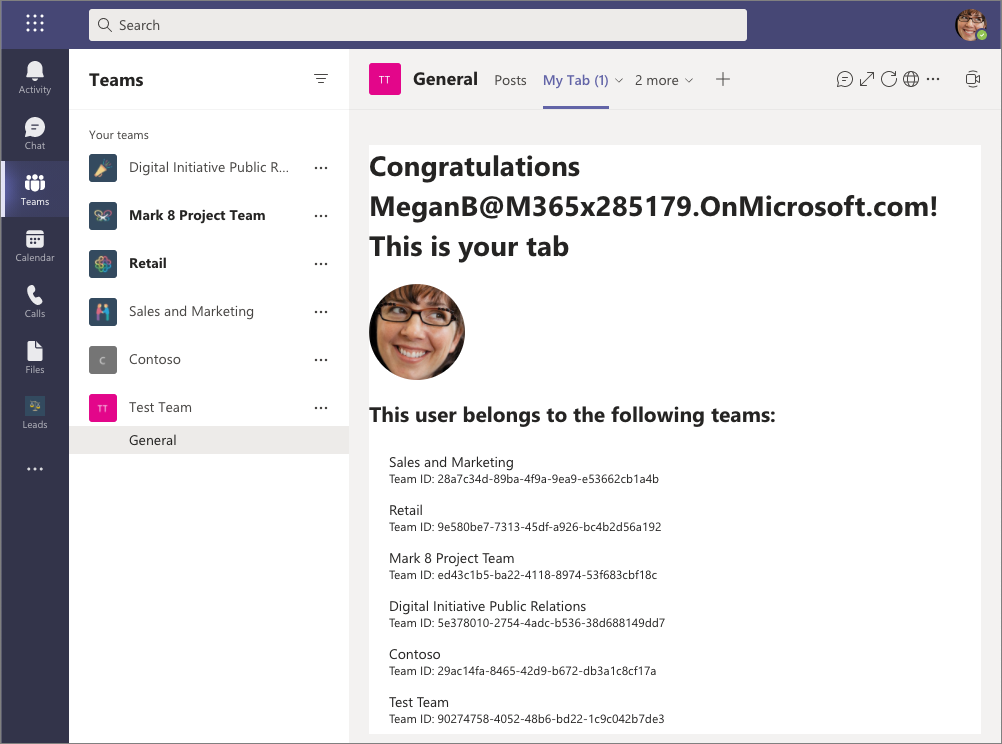 Search
Activity
Chat
Teams
Calendar
Calls
Files
Leads
Teams
Your teams
Digital Initiative Public R...
Mark 8 Project Team
Retail
Sales and Marketing
C
Contoso
TT
Test Team
General
TT
General
Posts
My Tab (1)
2 more
Congratulations
MeganB@M365x285179.OnMicrosoft.com!
This is your tab
This user belongs to the following teams:
Sales and Marketing
Team ID: 28a7c34d-89ba-4f9a-9ea9-e53662cb1a4b
Retail
Team ID: 9e580be7-7313-45df-a926-bc4b2d56a192
Mark 8 Project Team
Team ID: ed43c1b5-ba22-4118-8974-53f683cbf18c
Digital Initiative Public Relations
Team ID: 5e378010-2754-4adc-b536-38d688149dd7
Contoso
Team ID: 29ac14fa-8465-42d9-b672-db3a1c8cf17a
Test Team
Team ID: 90274758-4052-48b6-bd22-1c9c042b7de3